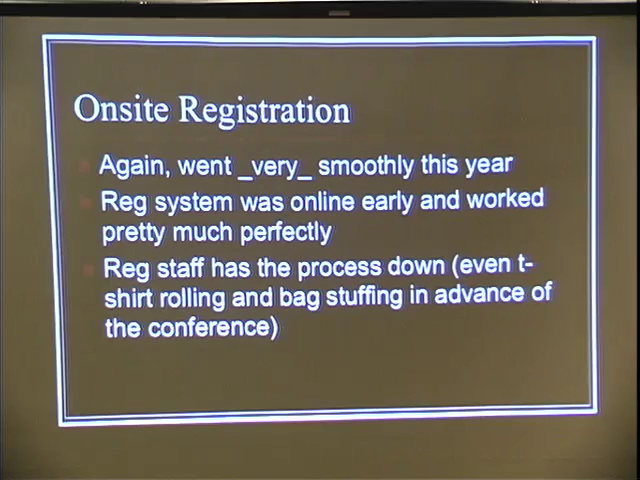 Onsite Registration
Again, went _very_ smoothly this year
Reg system was online early and worked
pretty much perfectly
Reg staff has the process down (even t-
shirt rolling and bag stuffing in advance of
the conference)